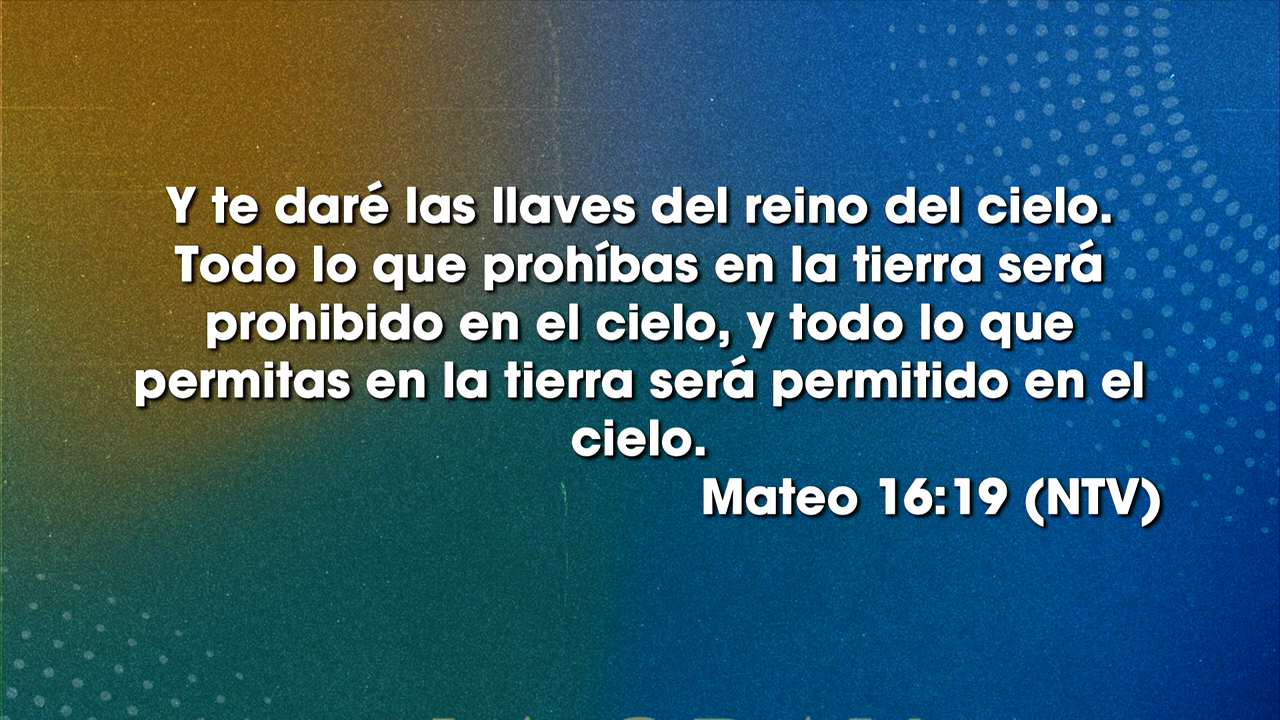 Y te daré las llaves del reino del cielo.
Todo lo que prohíbas en la tierra será
prohibido en el cielo, y todo lo que
permitas en la tierra será permitido en el
cielo.
Mateo 16:19 (NTV)